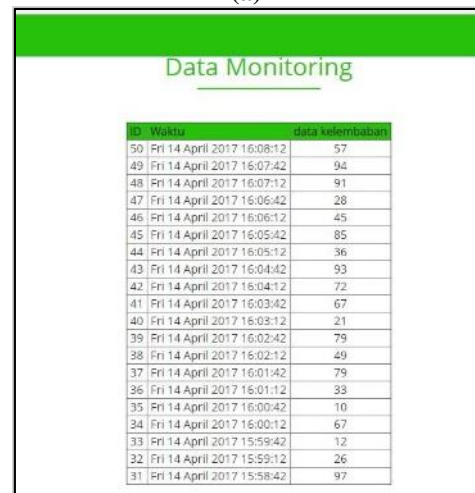 Data Monitoring
ID Waktu data kelembaban
50 Fri 14 April 2017 16:08:12 57
49 Fri 14 April 2017 16:07:42 94
48 Fri 14 April 2017 16:07:12 91
47 Fri 14 April 2017 16:06:42 28
46 Fri 14 April 2017 16:06:12 45
45 Fri 14 April 2017 16:05:42 85
44 Fri 14 April 2017 16:05:12 36
43 Fri 14 April 2017 16:04:42 93
42 Fri 14 April 2017 16:04:12 72
41 Fri 14 April 2017 16:03:42 67
40 Fri 14 April 2017 16:03:12 21
39 Fri 14 April 2017 16:02:42 79
38 Fri 14 April 2017 16:02:12 49
37 Fri 14 April 2017 16:01:42 79
36 Fri 14 April 2017 16:01:12 33
35 Fri 14 April 2017 16:00:42 10
34 Fri 14 April 2017 16:00:12 67
33 Fri 14 April 2017 15:59:42 12
32 Fri 14 April 2017 15:59:12 26
31 Fri 14 April 2017 15:58:42 97